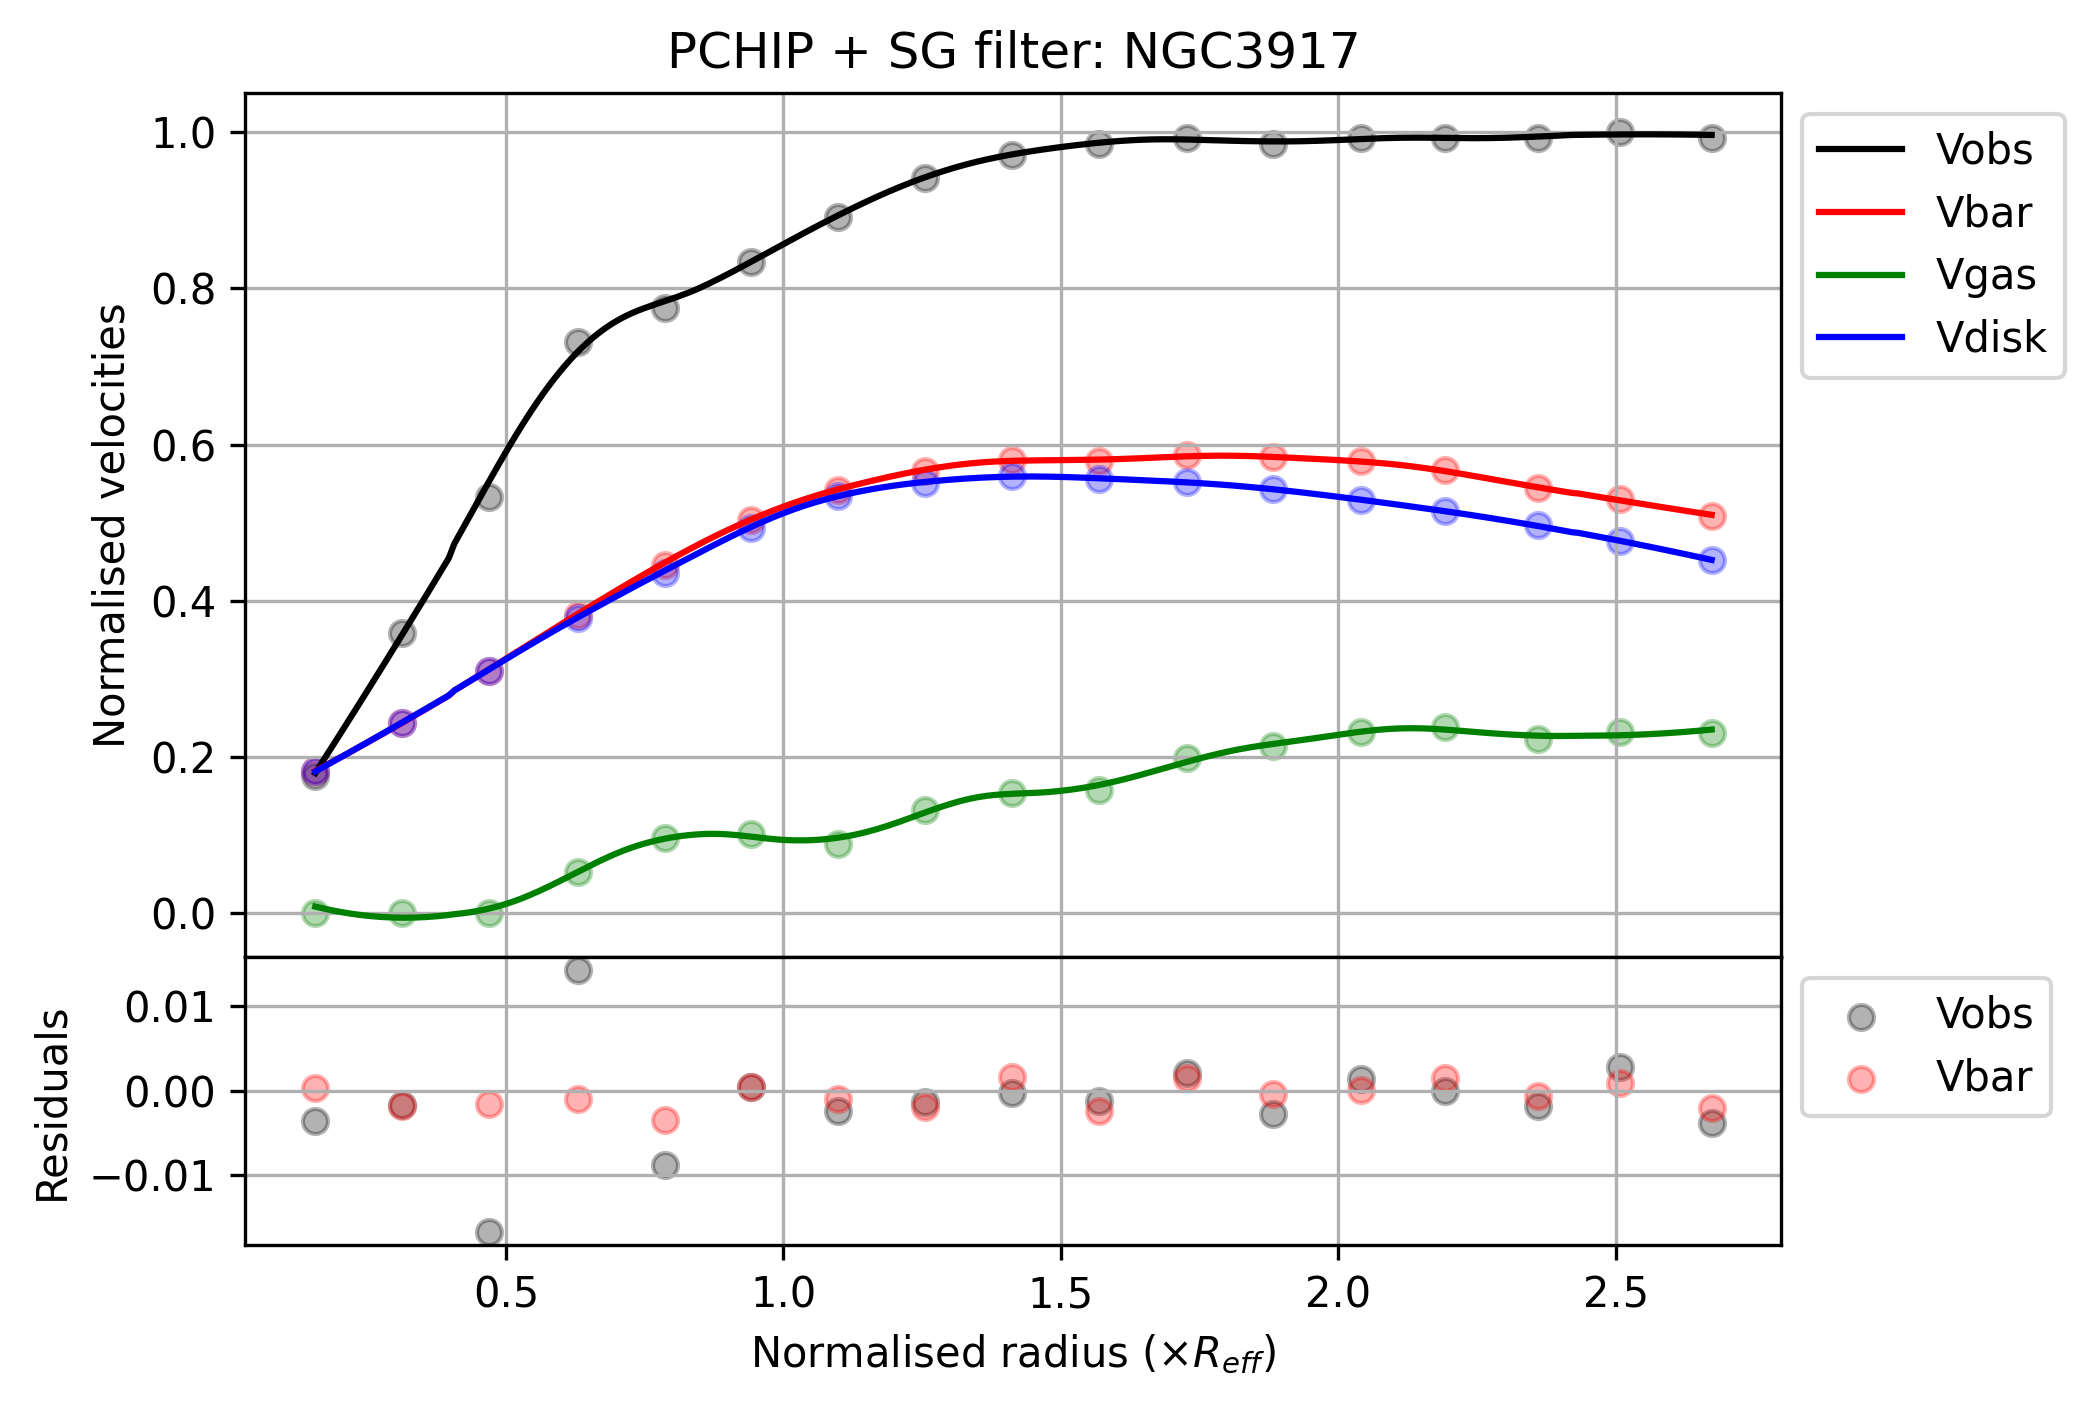 PCHIP + SG filter: NGC3917
Normalised velocities
1.0
0.8
0.6
0.4
0.2
0.0
Vobs
Vbar
Vgas
Vdisk
Residuals
0.01
0.00
−0.01
Vobs
Vbar
0.5 1.0 1.5 2.0 2.5
Normalised radius (×R_eff)